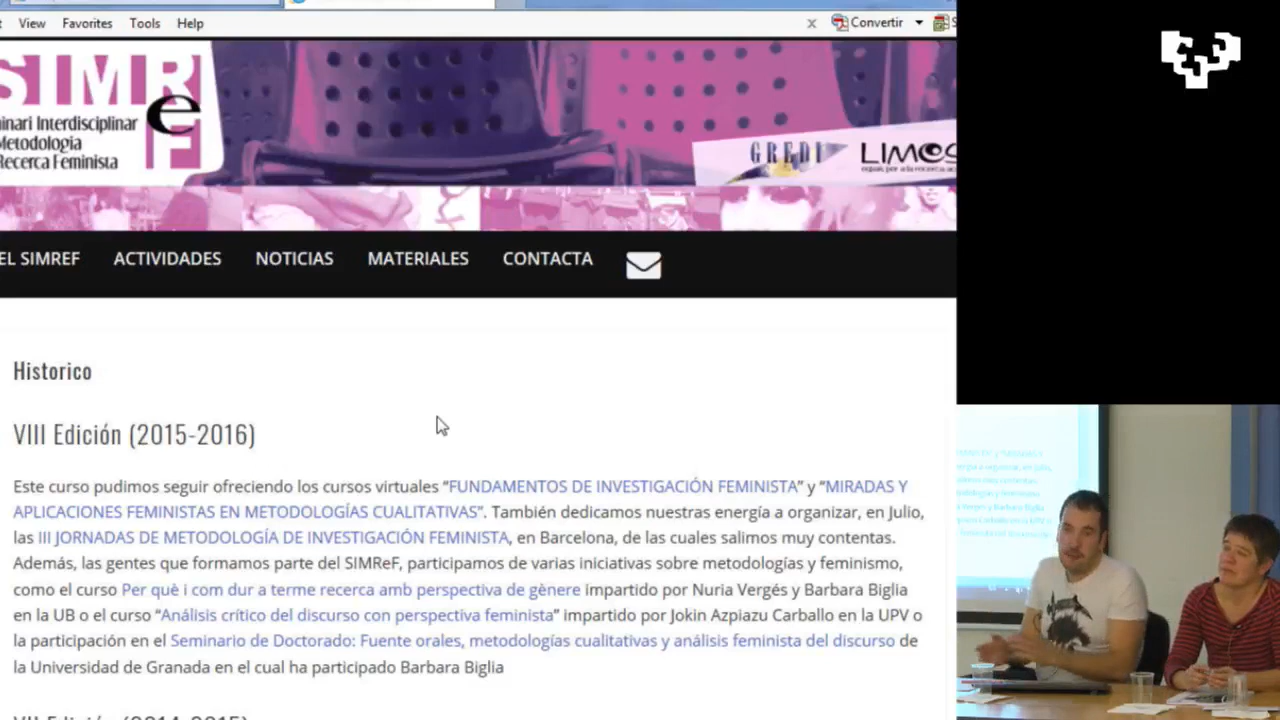 View Favorites Tools Help
Convertir
SIMReF
inari Interdisciplinar
Metodologia
Recerca Feminista
GREDI
LIMOS
EL SIMREF ACTIVIDADES NOTICIAS MATERIALES CONTACTA
Historico
VIII Edición (2015-2016)
Este curso pudimos seguir ofreciendo los cursos virtuales “FUNDAMENTOS DE INVESTIGACIÓN FEMINISTA” y “MIRADAS Y
APLICACIONES FEMINISTAS EN METODOLOGÍAS CUALITATIVAS”. También dedicamos nuestras energía a organizar, en Julio,
las III JORNADAS DE METODOLOGÍA DE INVESTIGACIÓN FEMINISTA, en Barcelona, de las cuales salimos muy contentas.
Además, las gentes que formamos parte del SIMReF, participamos de varias iniciativas sobre metodologías y feminismo,
como el curso Per què i com dur a terme recerca amb perspectiva de gènere impartido por Nuria Vergés y Barbara Biglia
en la UB o el curso “Análisis crítico del discurso con perspectiva feminista” impartido por Jokin Azpiazu Carballo en la UPV o
la participación en el Seminario de Doctorado: Fuente orales, metodologías cualitativas y análisis feminista del discurso de
la Universidad de Granada en el cual ha participado Barbara Biglia
VII Edición (2014-2015)